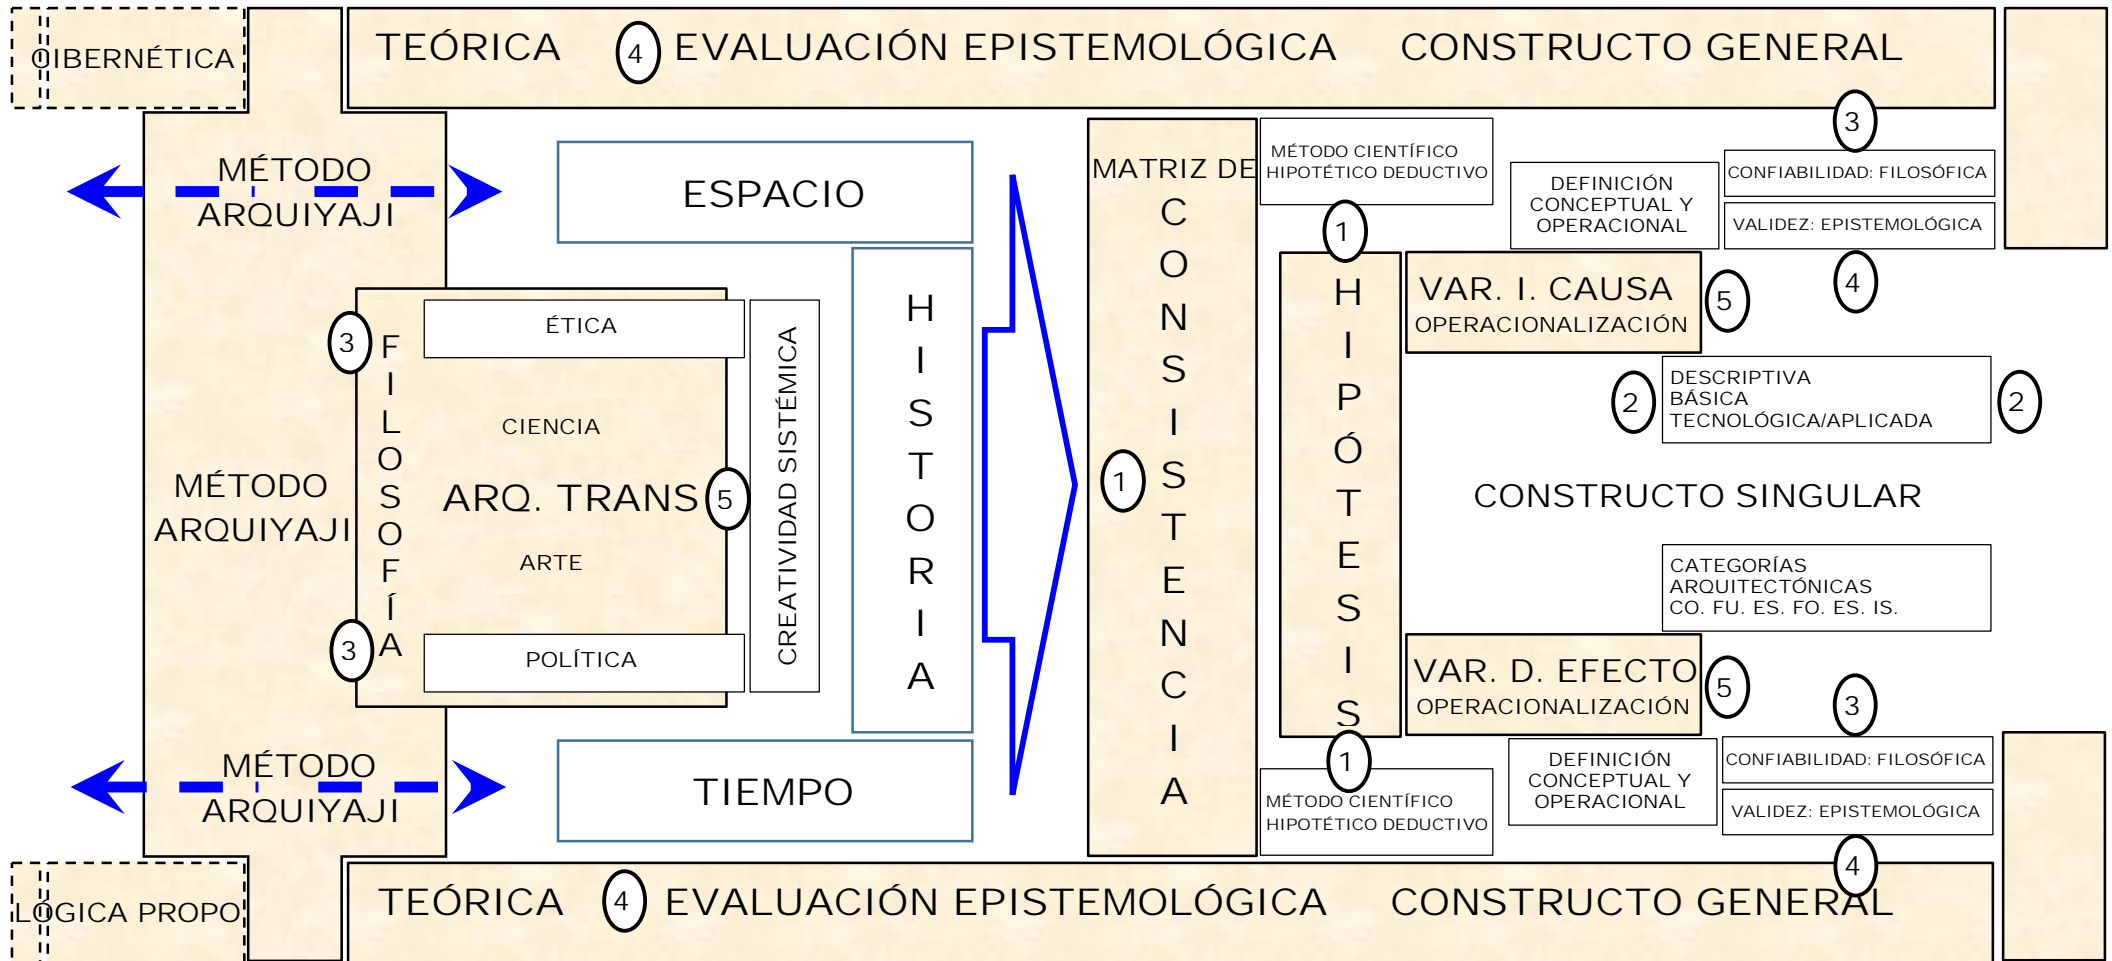 CIBERNÉTICA
TEÓRICA 4 EVALUACIÓN EPISTEMOLÓGICA CONSTRUCTO GENERAL
3
MÉTODO
ARQUIYAJI
ESPACIO
MATRIZ DE
CONSISTENCIA
1
MÉTODO CIENTÍFICO
HIPOTÉTICO DEDUCTIVO
1
DEFINICIÓN
CONCEPTUAL Y
OPERACIONAL
CONFIABILIDAD: FILOSÓFICA
VALIDEZ: EPISTEMOLÓGICA
4
HIPÓTESIS
VAR. I. CAUSA
OPERACIONALIZACIÓN
5
3
FILOSOFÍA
ÉTICA
CIENCIA
MÉTODO
ARQUIYAJI
ARQ. TRANS
5
ARTE
3
POLÍTICA
CREATIVIDAD SISTÉMICA
HISTORIA
2
DESCRIPTIVA
BÁSICA
TECNOLÓGICA/APLICADA
2
CONSTRUCTO SINGULAR
CATEGORÍAS
ARQUITECTÓNICAS
CO. FU. ES. FO. ES. IS.
VAR. D. EFECTO
OPERACIONALIZACIÓN
5
3
MÉTODO
ARQUIYAJI
TIEMPO
1
MÉTODO CIENTÍFICO
HIPOTÉTICO DEDUCTIVO
DEFINICIÓN
CONCEPTUAL Y
OPERACIONAL
CONFIABILIDAD: FILOSÓFICA
VALIDEZ: EPISTEMOLÓGICA
4
LÓGICA PROPO
TEÓRICA 4 EVALUACIÓN EPISTEMOLÓGICA CONSTRUCTO GENERAL